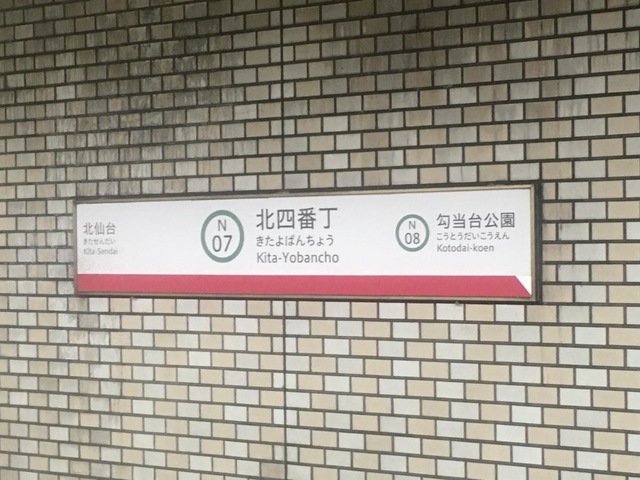 北仙台
きたせんだい
Kita-Sendai
N
07
北四番丁
きたよばんちょう
Kita-Yobancho
N
08
勾当台公園
こうとうだいこうえん
Kotodai-koen